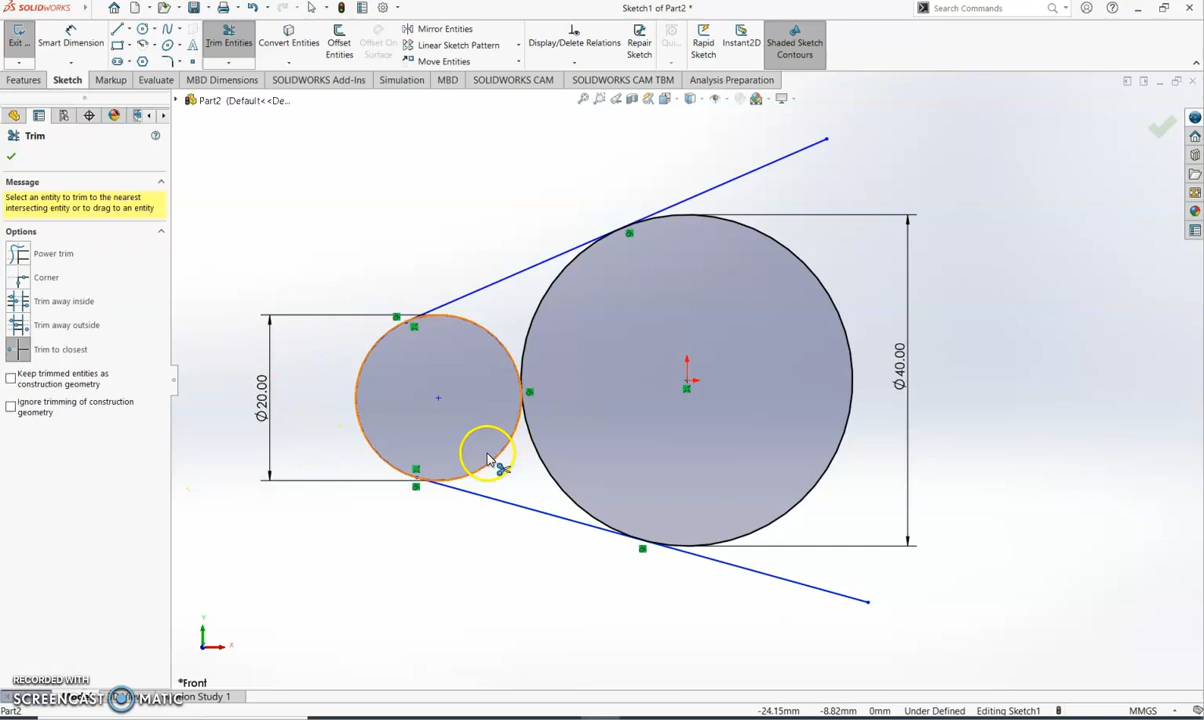 SOLIDWORKS
Sketch1 of Part2 *
Search Commands
Exit ...
Smart Dimension
Trim Entities
Convert Entities
Offset Entities
Offset On Surface
Mirror Entities
Linear Sketch Pattern
Move Entities
Display/Delete Relations
Repair Sketch
Qui...
Rapid Sketch
Instant2D
Shaded Sketch Contours
Features
Sketch
Markup
Evaluate
MBD Dimensions
SOLIDWORKS Add-Ins
Simulation
MBD
SOLIDWORKS CAM
SOLIDWORKS CAM TBM
Analysis Preparation
Part2 (Default<<De...
Trim
Message
Select an entity to trim to the nearest
intersecting entity or to drag to an entity
Options
Power trim
Corner
Trim away inside
Trim away outside
Trim to closest
Keep trimmed entities as
construction geometry
Ignore trimming of construction
geometry
Ø20.00
Ø40.00
Y
X
*Front
RECORDED WITH
SCREENCAST MATIC
Study 1
Part2
-24.15mm
-8.82mm
0mm
Under Defined
Editing Sketch1
MMGS